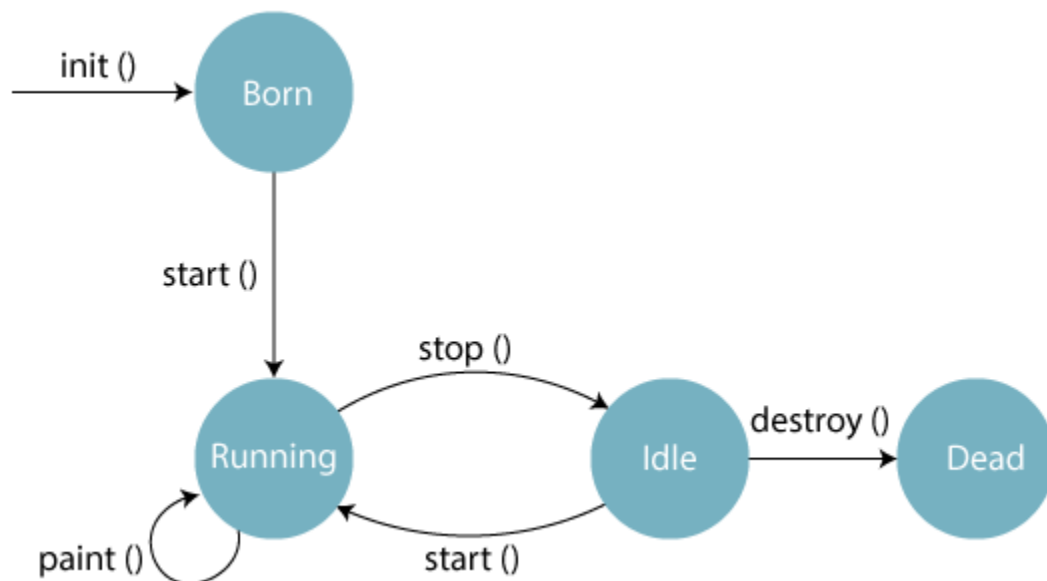 init ()
Born
start ()
stop ()
Running
Idle
destroy ()
Dead
paint ()
start ()